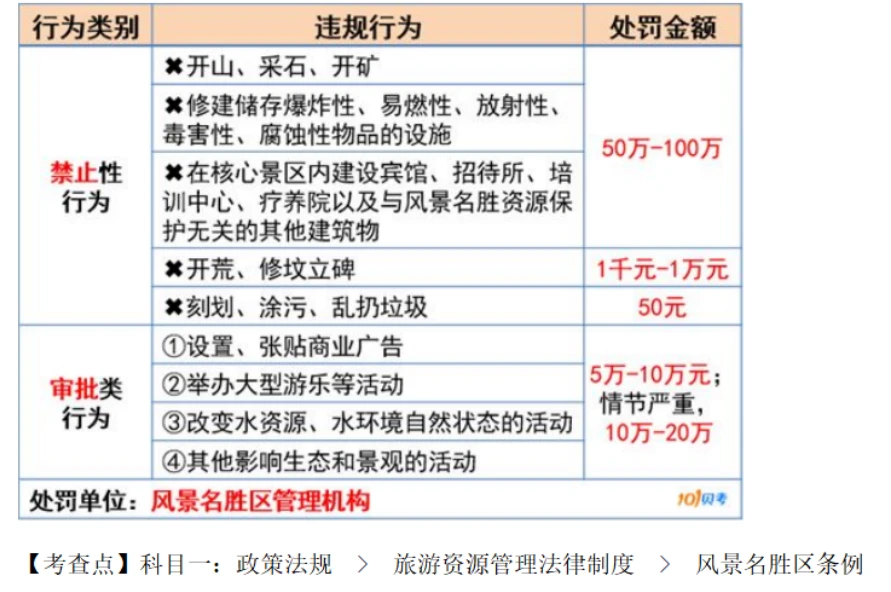 行为类别 违规行为 处罚金额
✖开山、采石、开矿
✖修建储存爆炸性、易燃性、放射性、
毒害性、腐蚀性物品的设施
50万-100万
禁止性
行为
✖在核心景区内建设宾馆、招待所、培
训中心、疗养院以及与风景名胜资源保
护无关的其他建筑物
✖开荒、修坟立碑 1千元-1万元
✖刻划、涂污、乱扔垃圾 50元
①设置、张贴商业广告
审批类
行为
②举办大型游乐等活动
③改变水资源、水环境自然状态的活动
④其他影响生态和景观的活动
5万-10万元；
情节严重，
10万-20万
处罚单位：风景名胜区管理机构 101贝考
【考查点】科目一：政策法规 > 旅游资源管理法律制度 > 风景名胜区条例